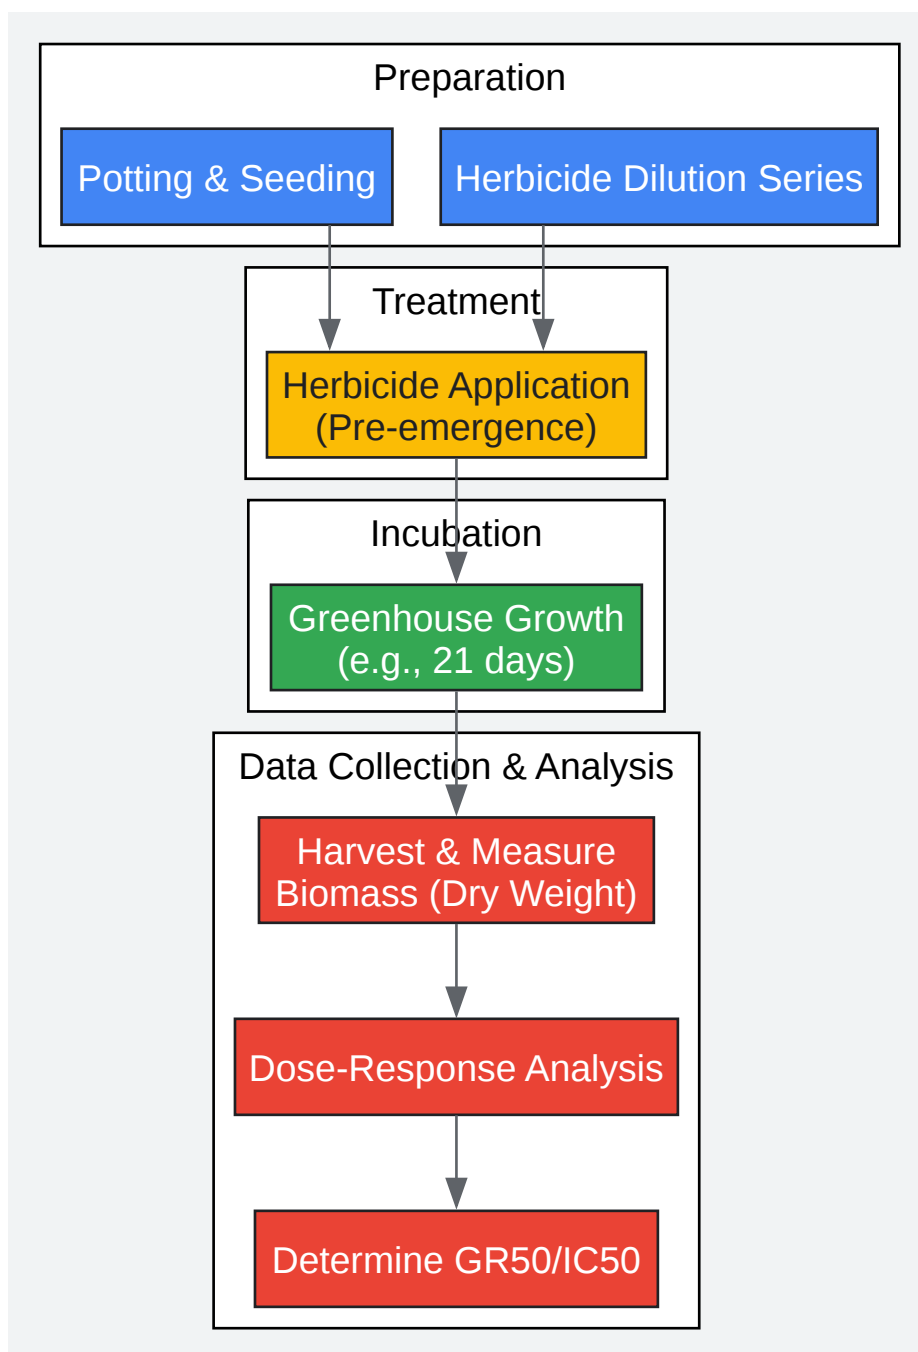 Preparation
Potting & Seeding
Herbicide Dilution Series
Treatment
Herbicide Application
(Pre-emergence)
Incubation
Greenhouse Growth
(e.g., 21 days)
Data Collection & Analysis
Harvest & Measure
Biomass (Dry Weight)
Dose-Response Analysis
Determine GR50/IC50